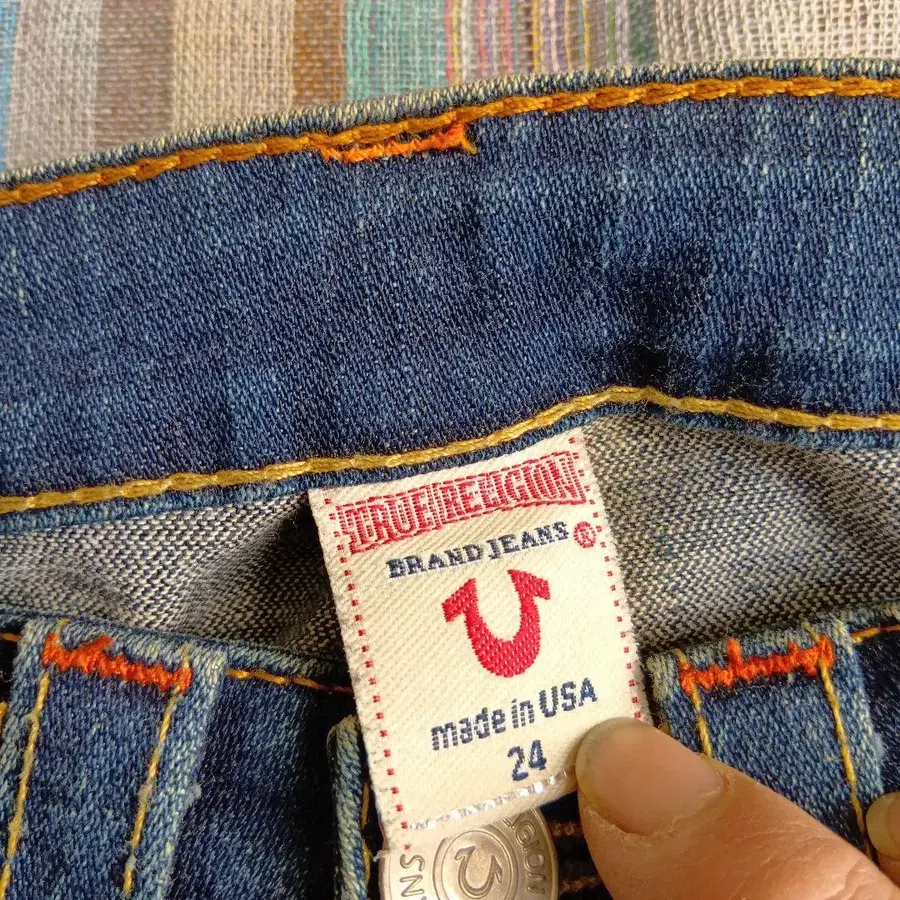 TRUE RELIGION
BRAND JEANS ®
made in USA
24